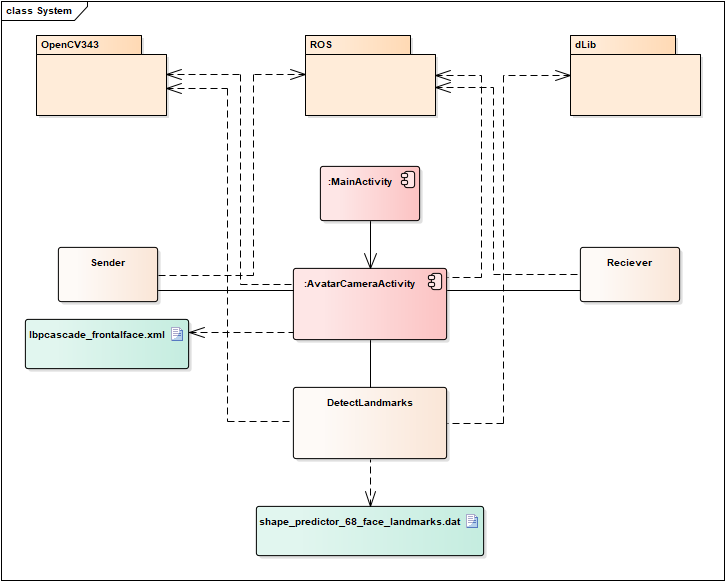 class System
OpenCV343
ROS
dLib
:MainActivity
Sender
:AvatarCameraActivity
Reciever
lbpcascade_frontalface.xml
DetectLandmarks
shape_predictor_68_face_landmarks.dat